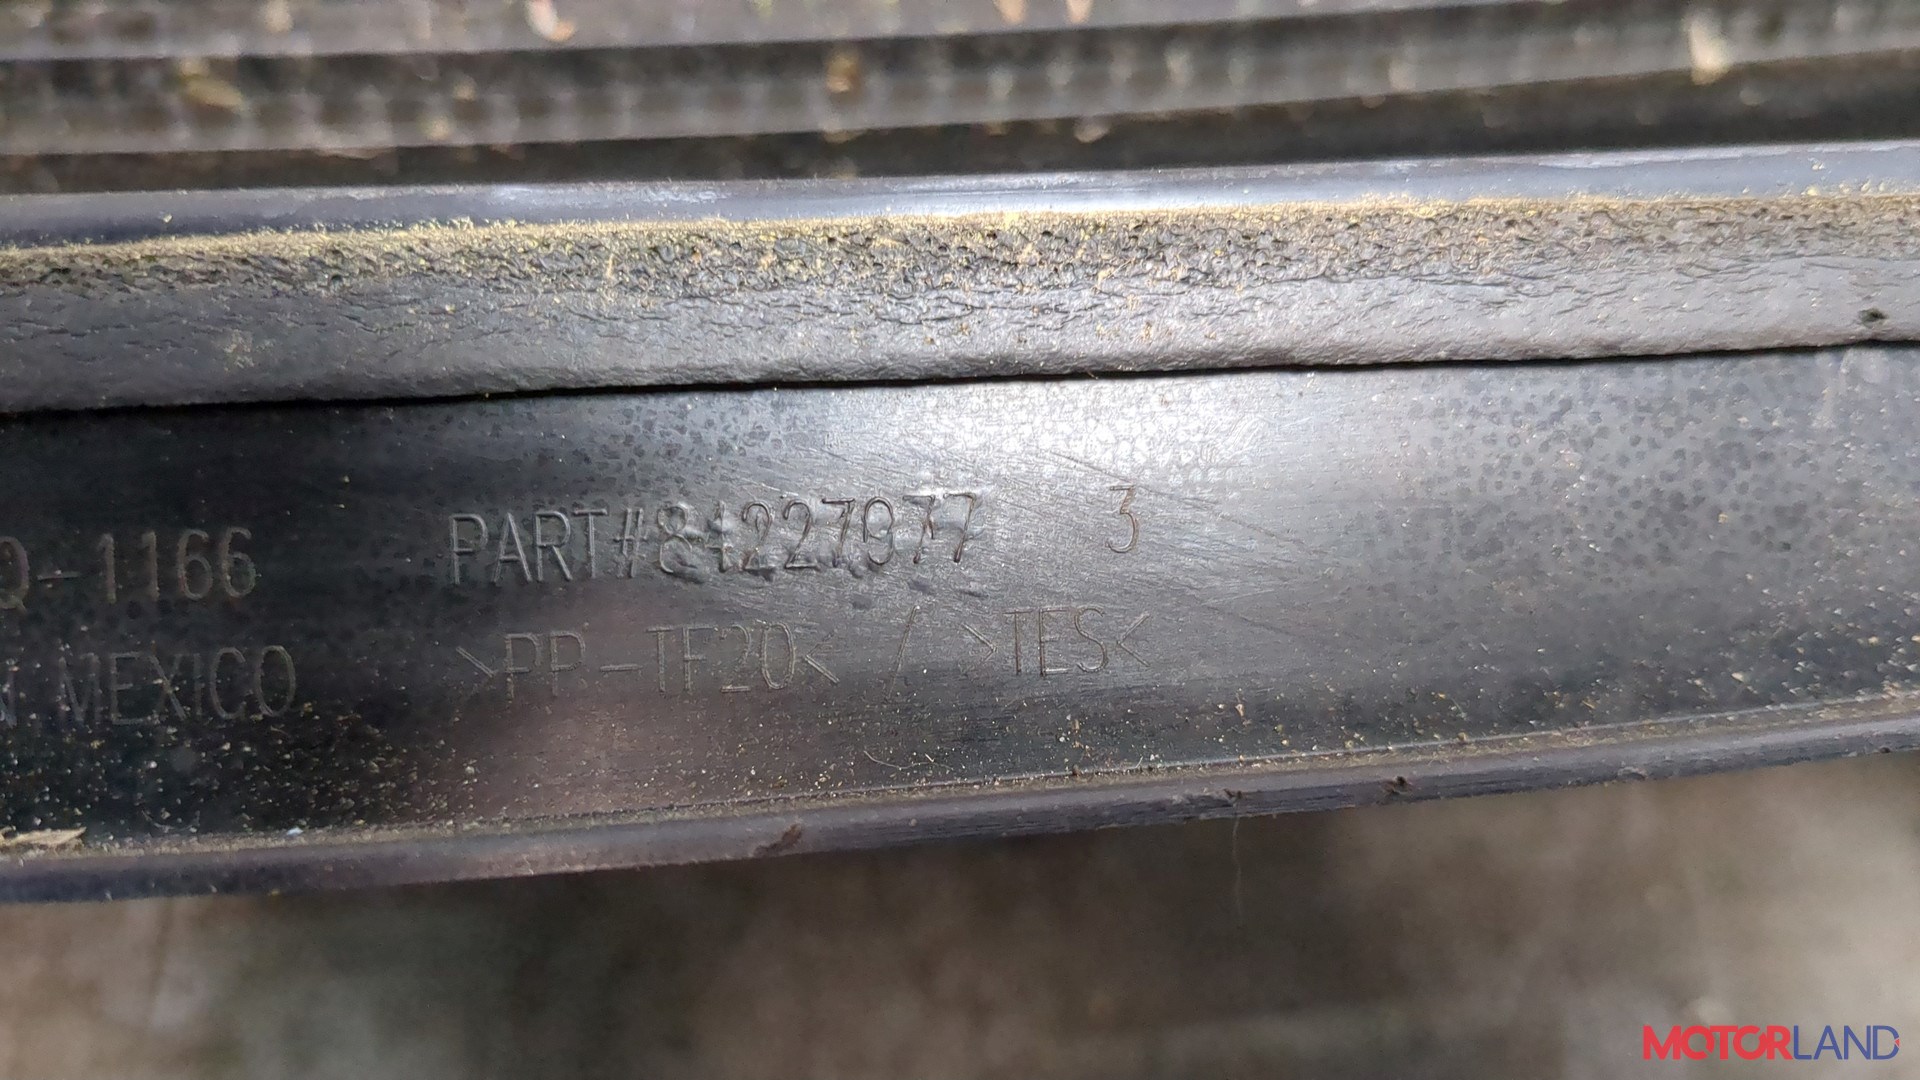 Q-1166 PART#84227977 3
MEXICO >PP-TF20< / >TES<
MOTORLAND